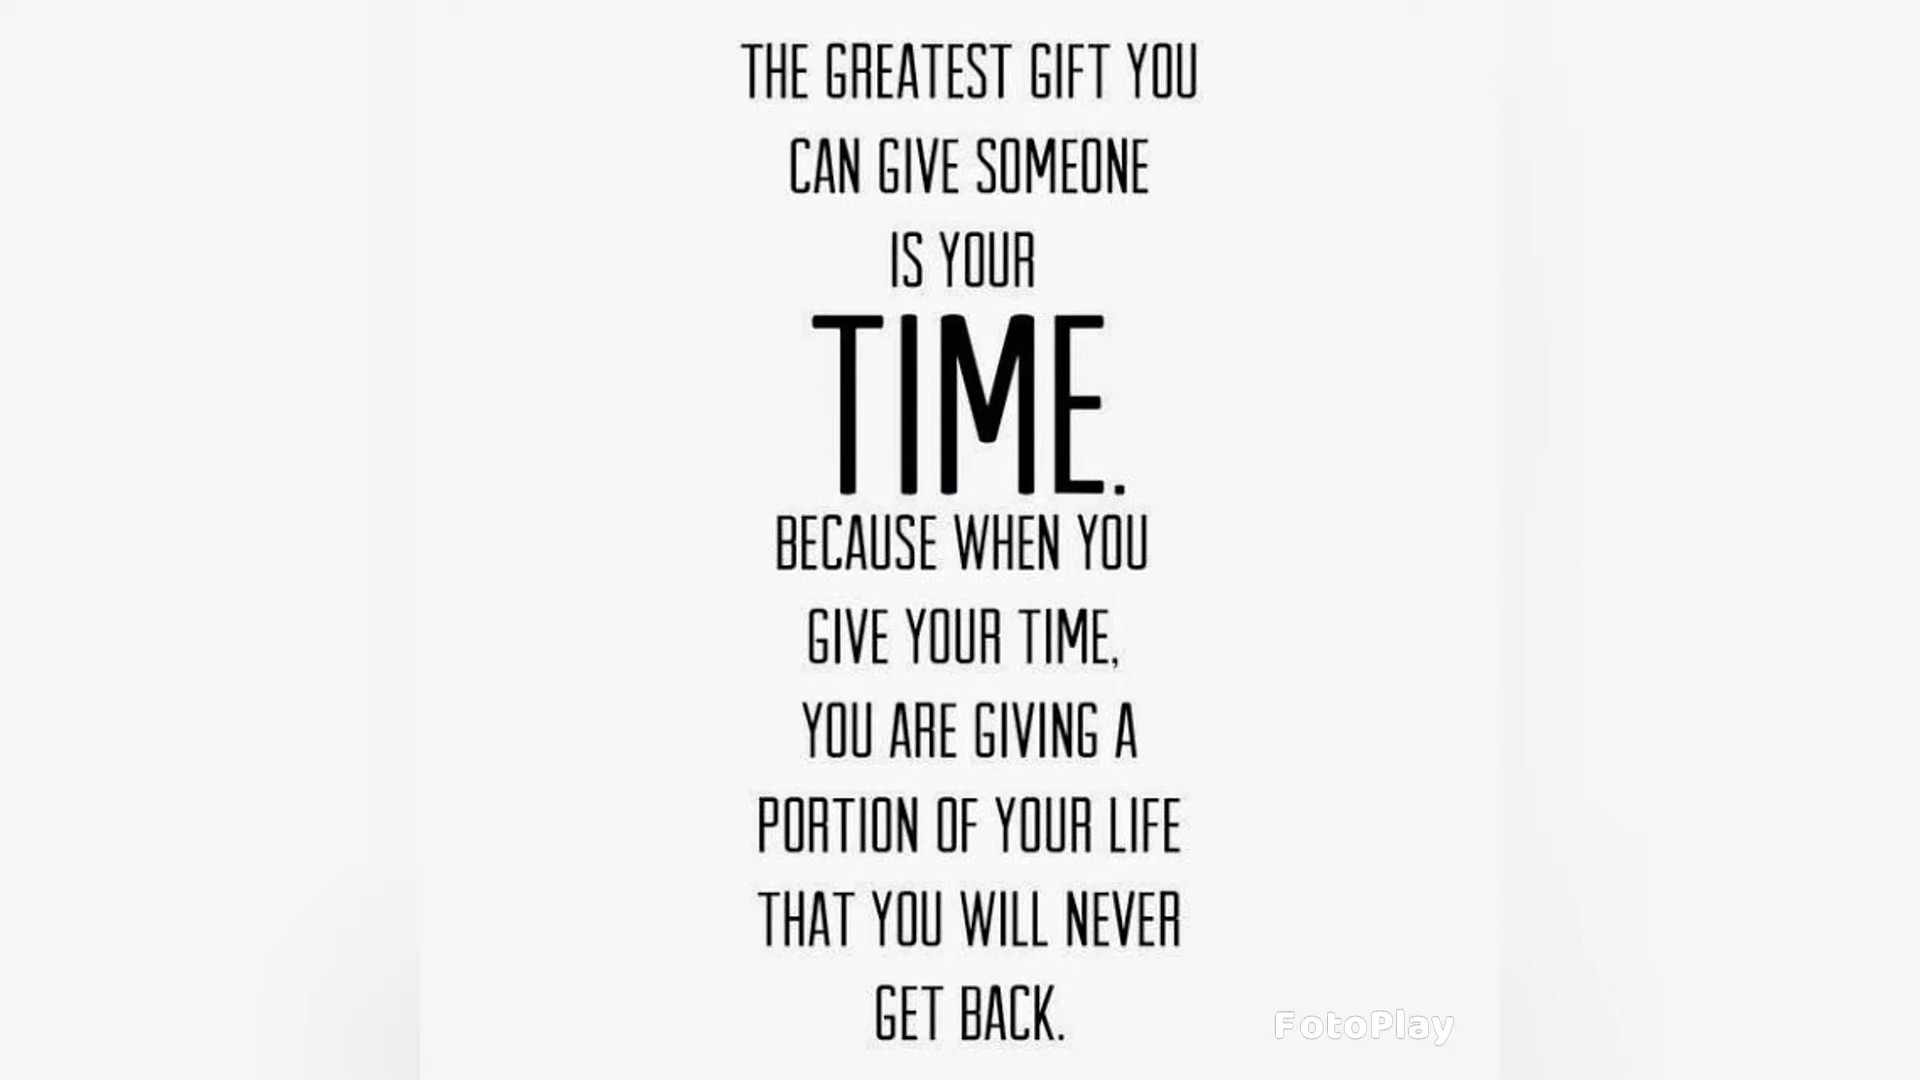 THE GREATEST GIFT YOU
CAN GIVE SOMEONE
IS YOUR
TIME.
BECAUSE WHEN YOU
GIVE YOUR TIME,
YOU ARE GIVING A
PORTION OF YOUR LIFE
THAT YOU WILL NEVER
GET BACK.
FotoPlay